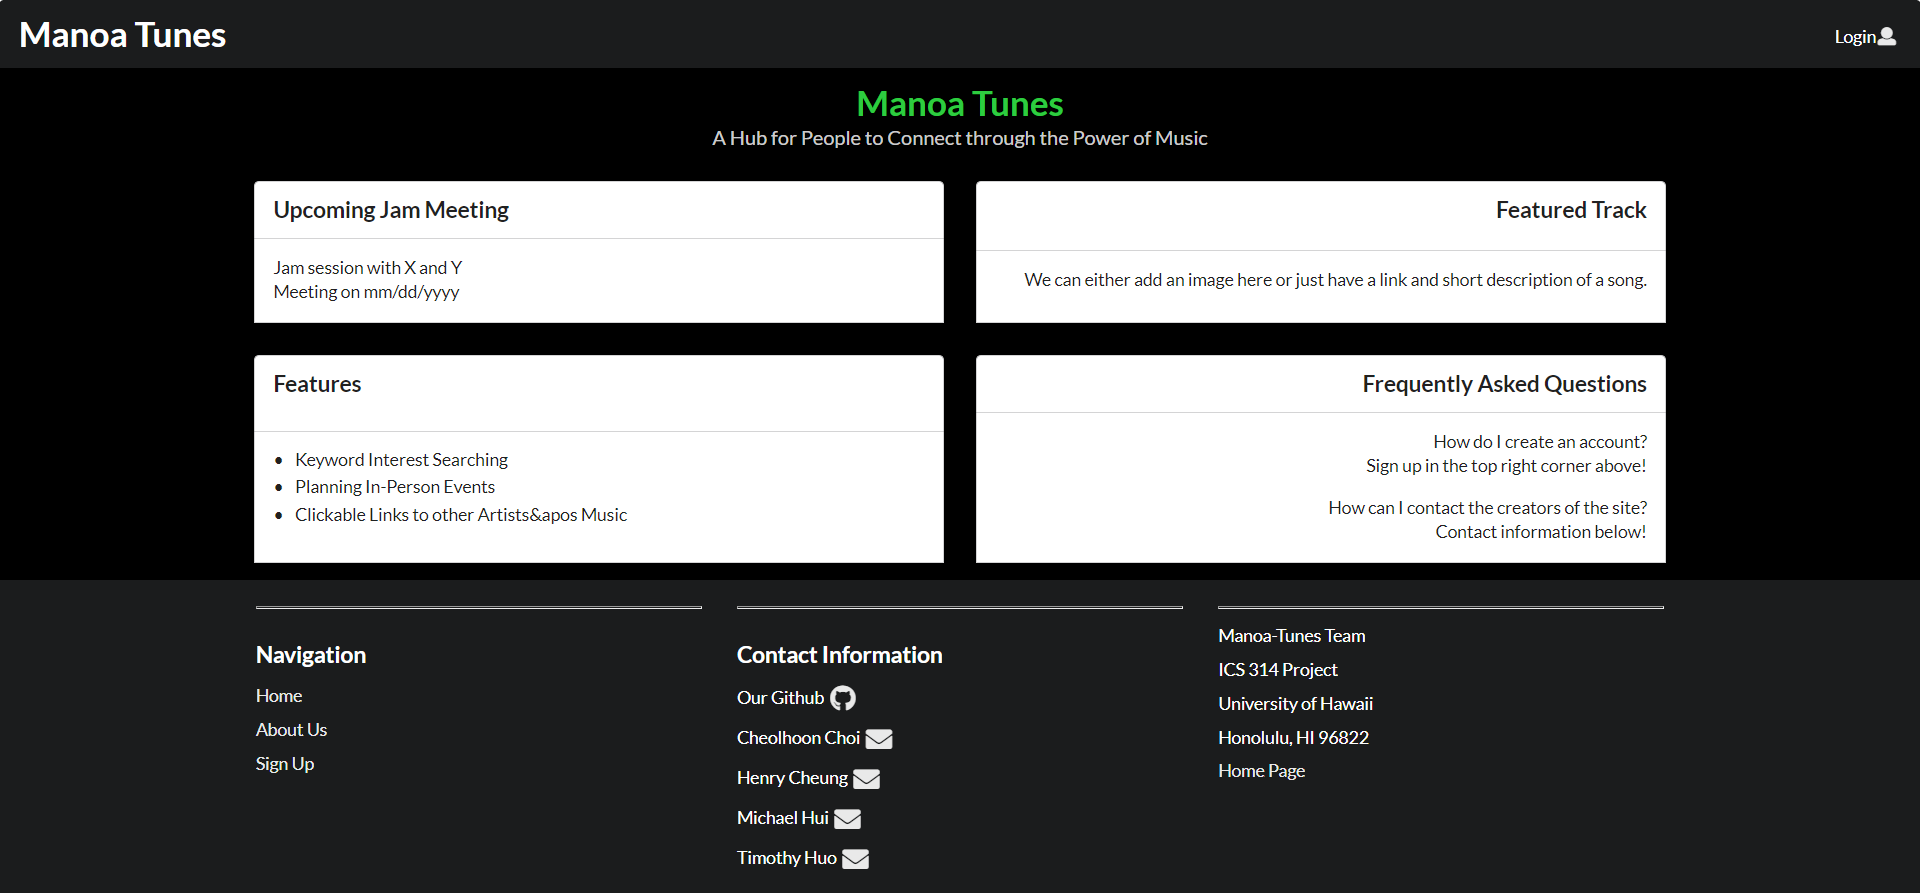 Manoa Tunes
Login
Manoa Tunes
A Hub for People to Connect through the Power of Music
Upcoming Jam Meeting
Jam session with X and Y
Meeting on mm/dd/yyyy
Featured Track
We can either add an image here or just have a link and short description of a song.
Features
Keyword Interest Searching
Planning In-Person Events
Clickable Links to other Artists&apos Music
Frequently Asked Questions
How do I create an account?
Sign up in the top right corner above!
How can I contact the creators of the site?
Contact information below!
Navigation
Home
About Us
Sign Up
Contact Information
Our Github
Cheolhoon Choi
Henry Cheung
Michael Hui
Timothy Huo
Manoa-Tunes Team
ICS 314 Project
University of Hawaii
Honolulu, HI 96822
Home Page